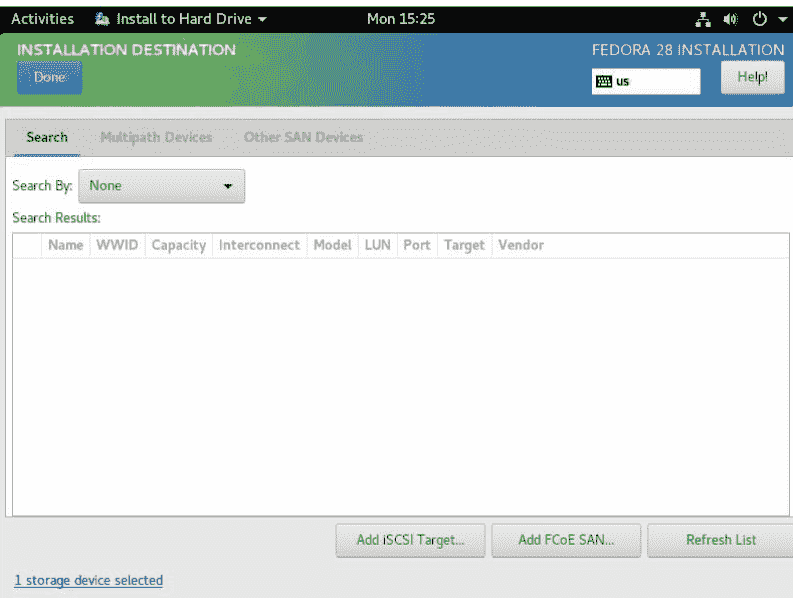 Activities Install to Hard Drive Mon 15:25
INSTALLATION DESTINATION FEDORA 28 INSTALLATION
Done us Help!
Search Multipath Devices Other SAN Devices
Search By: None
Search Results:
Name WWID Capacity Interconnect Model LUN Port Target Vendor
Add iSCSI Target... Add FCoE SAN... Refresh List
1 storage device selected